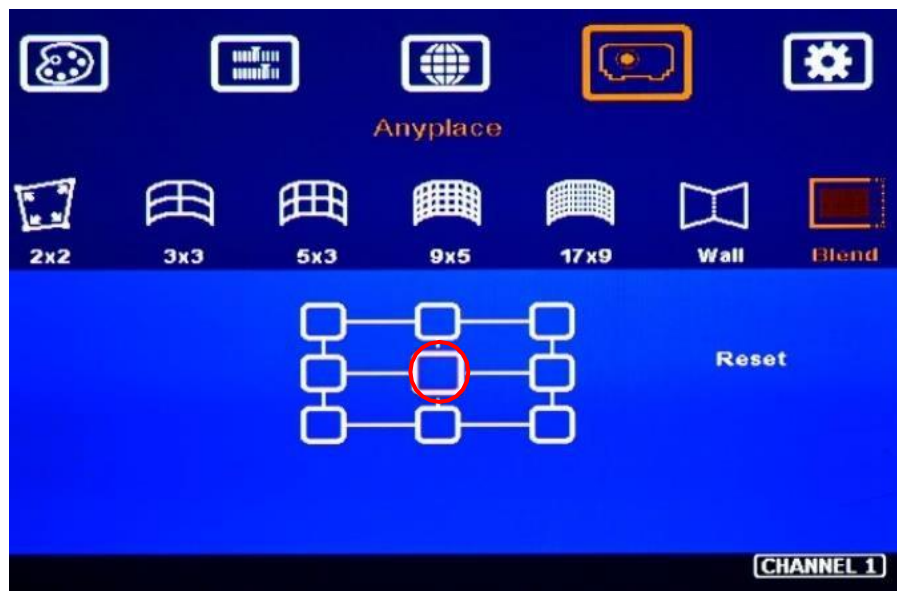 Anyplace
2x2
3x3
5x3
9x5
17x9
Wall
Blend
Reset
CHANNEL 1